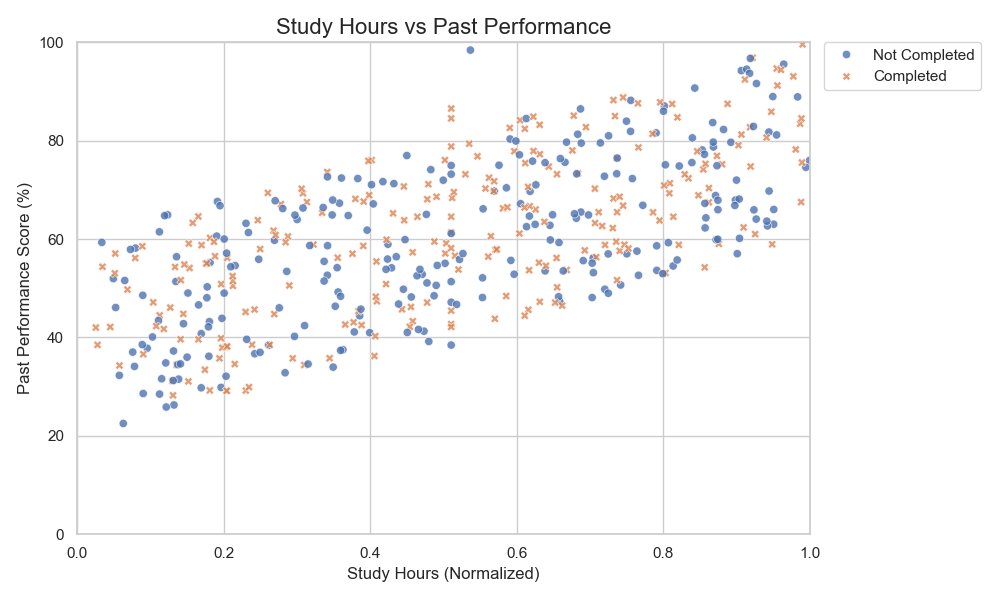 Study Hours vs Past Performance
Not Completed
Completed
Past Performance Score (%)
100
80
60
40
20
0
0.0 0.2 0.4 0.6 0.8 1.0
Study Hours (Normalized)